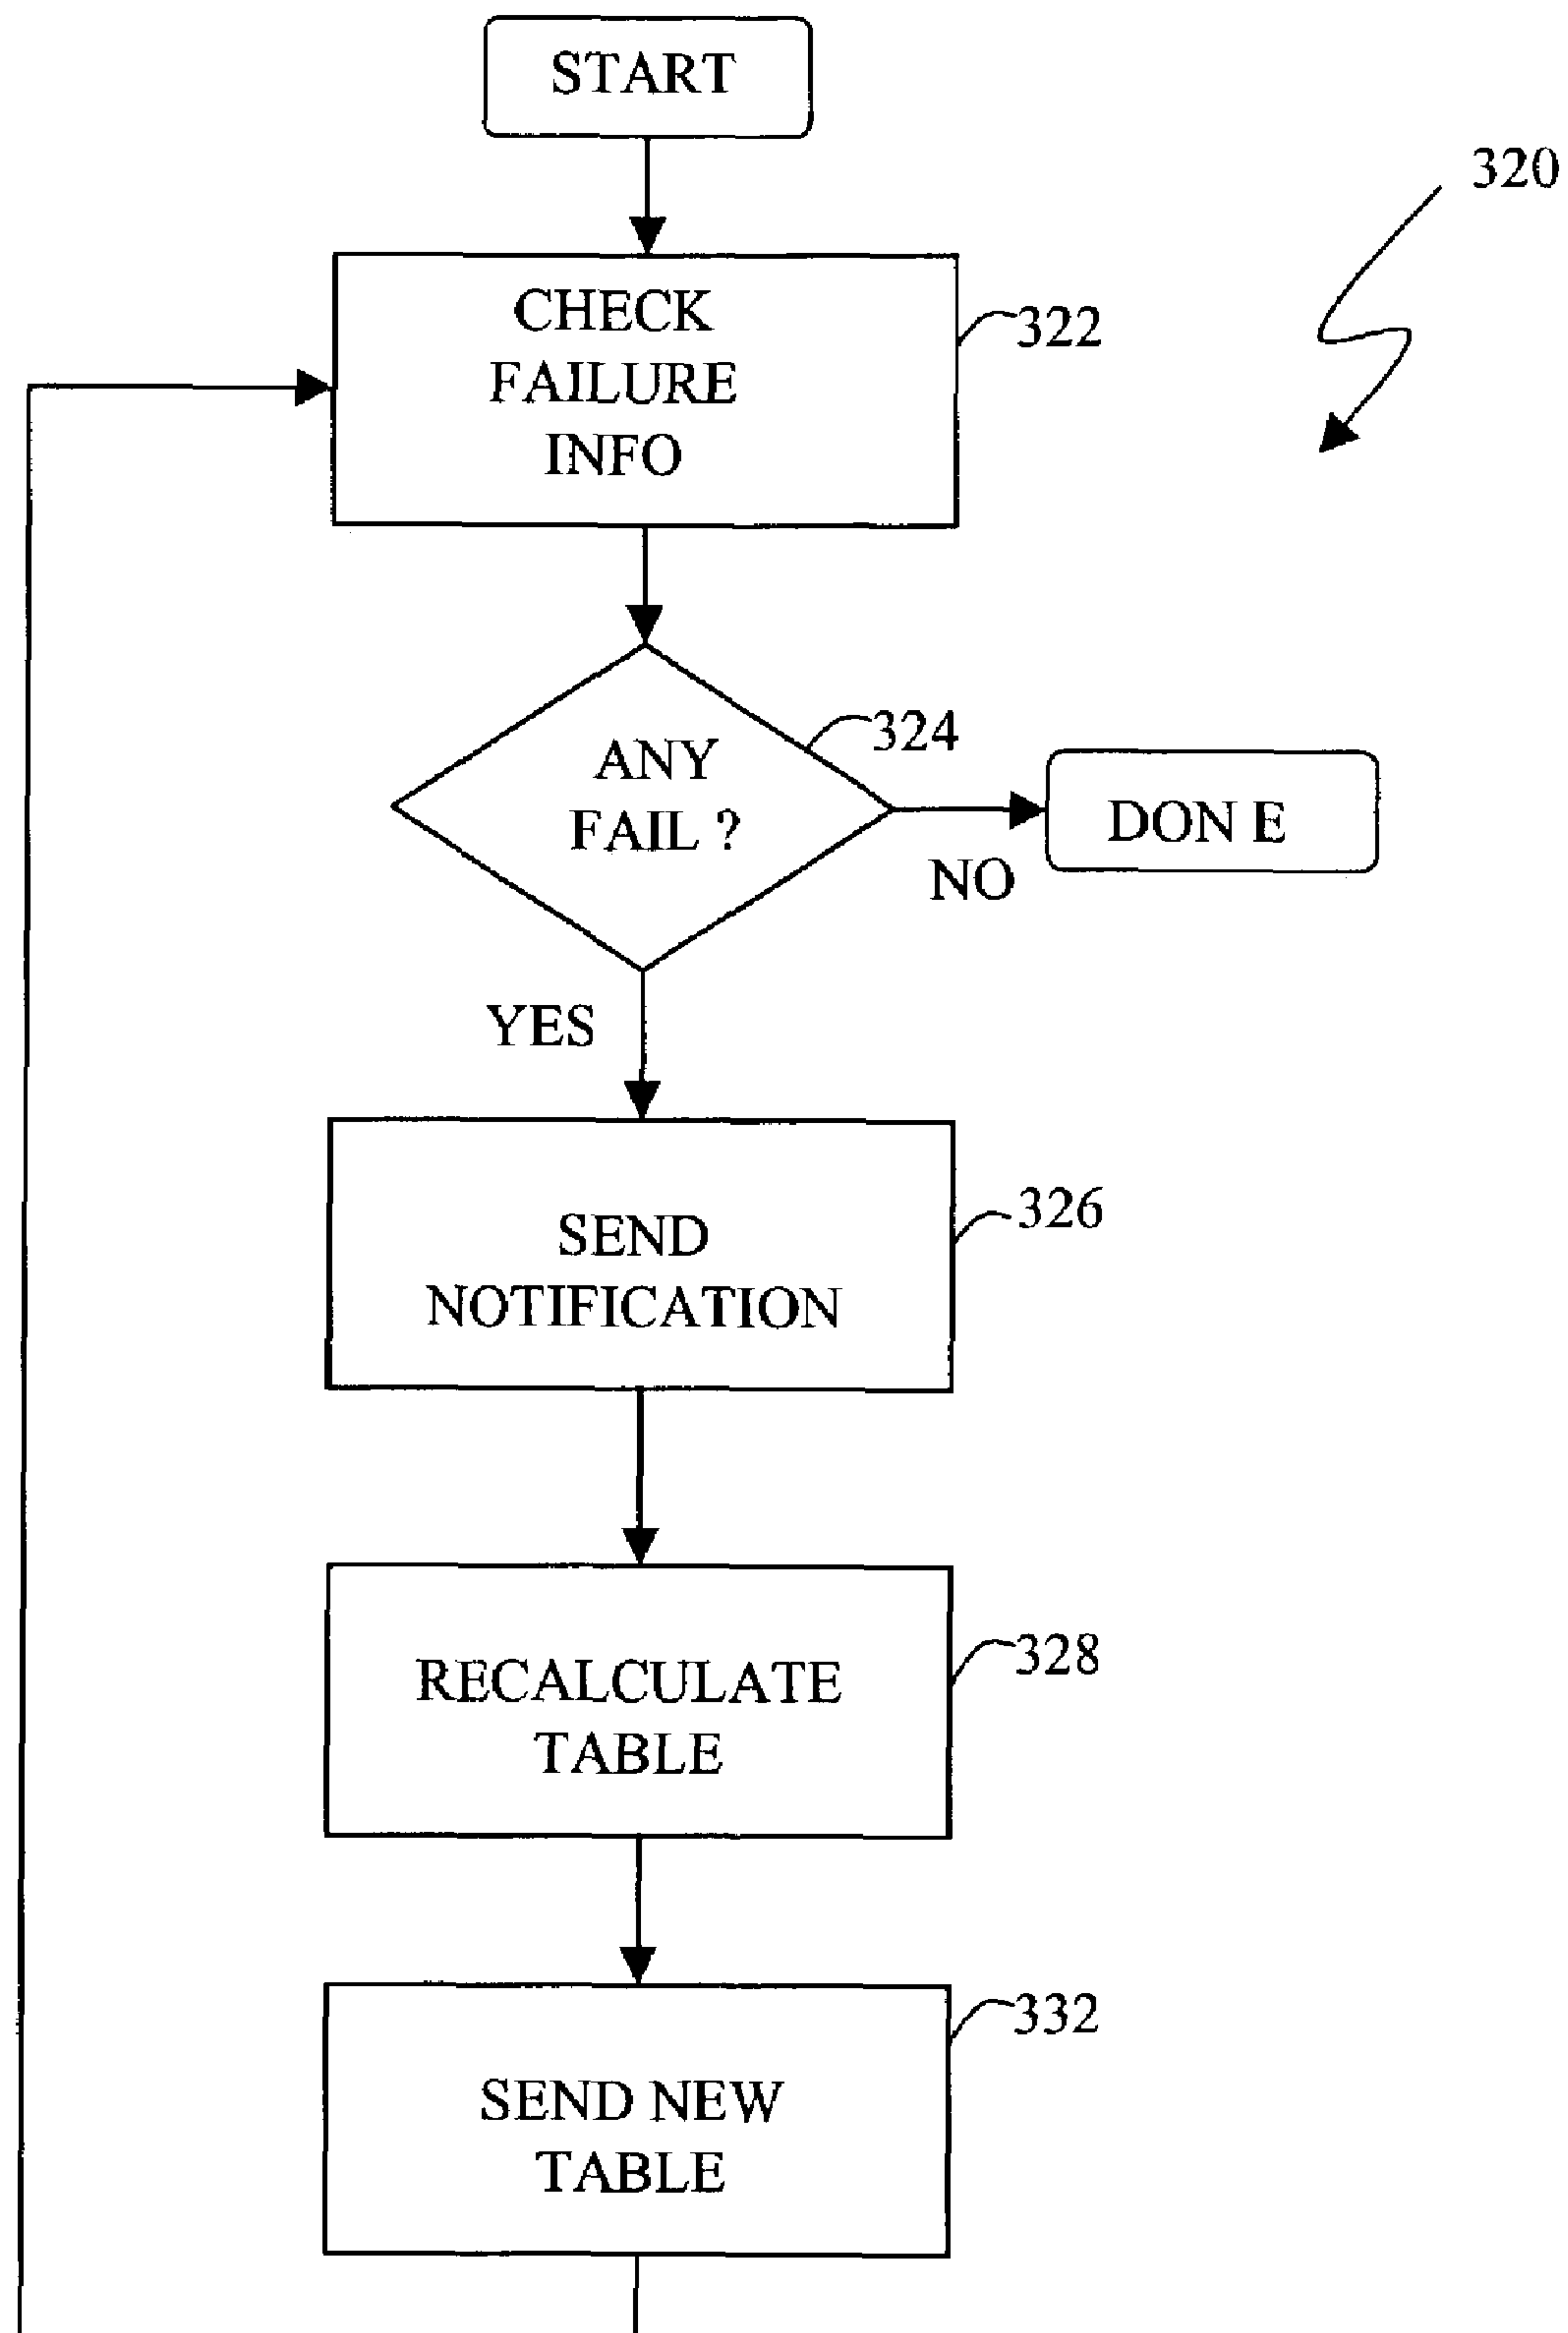 START
320
CHECK
FAILURE
INFO
322
324
ANY
FAIL ?
DON E
NO
YES
326
SEND
NOTIFICATION
328
RECALCULATE
TABLE
332
SEND NEW
TABLE